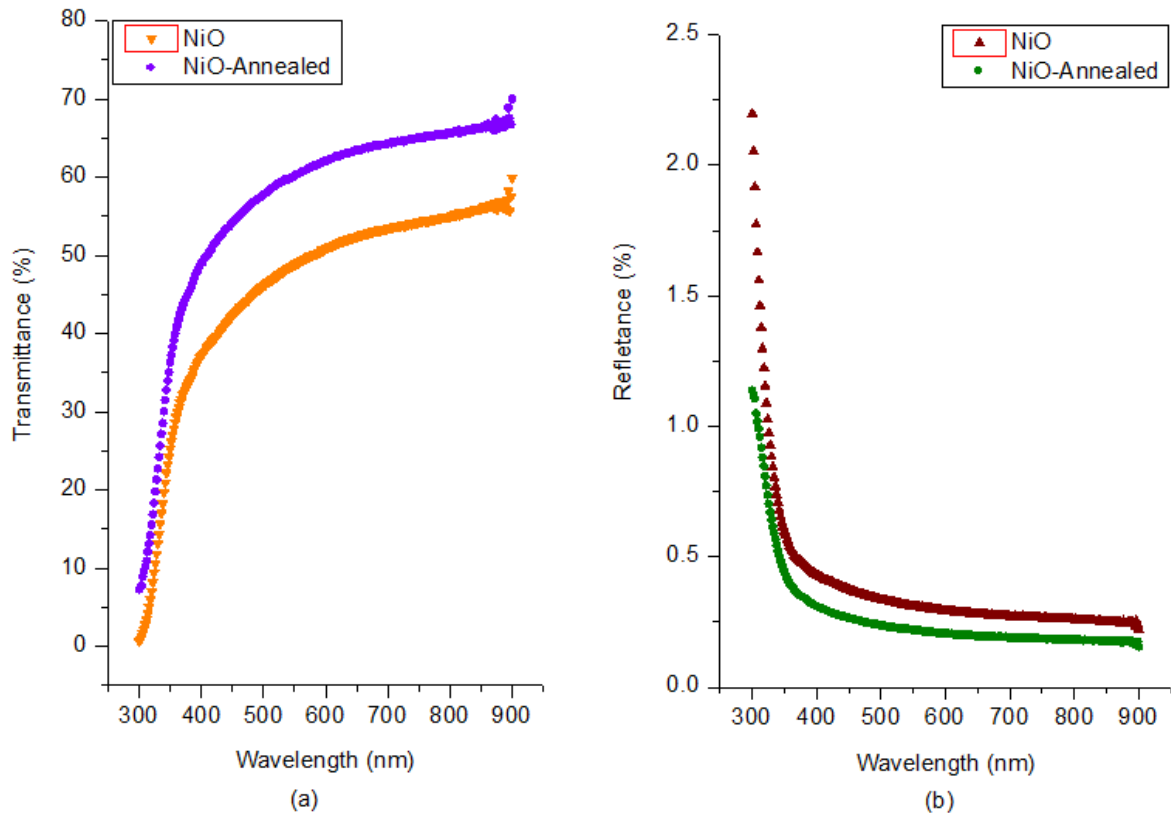 80
70
60
50
40
30
20
10
0
Transmittance (%)
NiO
NiO-Annealed
300 400 500 600 700 800 900
Wavelength (nm)
(a)
2.5
2.0
1.5
1.0
0.5
0.0
Refletance (%)
NiO
NiO-Annealed
300 400 500 600 700 800 900
Wavelength (nm)
(b)